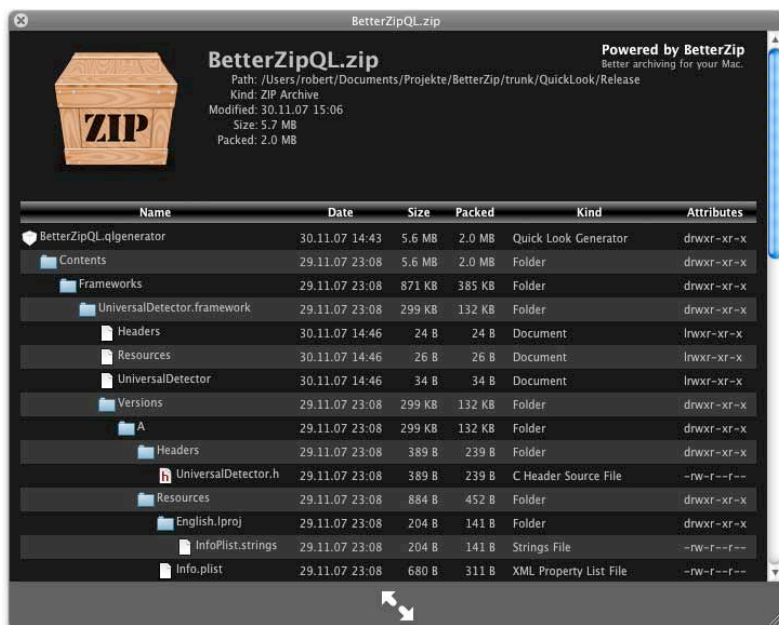 BetterZipQL.zip
ZIP
BetterZipQL.zip
Path: /Users/robert/Documents/Projekte/BetterZip/trunk/QuickLook/Release
Kind: ZIP Archive
Modified: 30.11.07 15:06
Size: 5.7 MB
Packed: 2.0 MB
Powered by BetterZip
Better archiving for your Mac.
Name Date Size Packed Kind Attributes
BetterZipQL.qlgenerator 30.11.07 14:43 5.6 MB 2.0 MB Quick Look Generator drwxr-xr-x
Contents 29.11.07 23:08 5.6 MB 2.0 MB Folder drwxr-xr-x
Frameworks 29.11.07 23:08 871 KB 385 KB Folder drwxr-xr-x
UniversalDetector.framework 29.11.07 23:08 299 KB 132 KB Folder drwxr-xr-x
Headers 30.11.07 14:46 24 B 24 B Document lrwxr-xr-x
Resources 30.11.07 14:46 26 B 26 B Document lrwxr-xr-x
UniversalDetector 30.11.07 14:46 34 B 34 B Document lrwxr-xr-x
Versions 29.11.07 23:08 299 KB 132 KB Folder drwxr-xr-x
A 29.11.07 23:08 299 KB 132 KB Folder drwxr-xr-x
Headers 29.11.07 23:08 389 B 239 B Folder drwxr-xr-x
h UniversalDetector.h 29.11.07 23:08 389 B 239 B C Header Source File -rw-r--r--
Resources 29.11.07 23:08 884 B 452 B Folder drwxr-xr-x
English.lproj 29.11.07 23:08 204 B 141 B Folder drwxr-xr-x
InfoPlist.strings 29.11.07 23:08 204 B 141 B Strings File -rw-r--r--
Info.plist 29.11.07 23:08 680 B 311 B XML Property List File -rw-r--r--